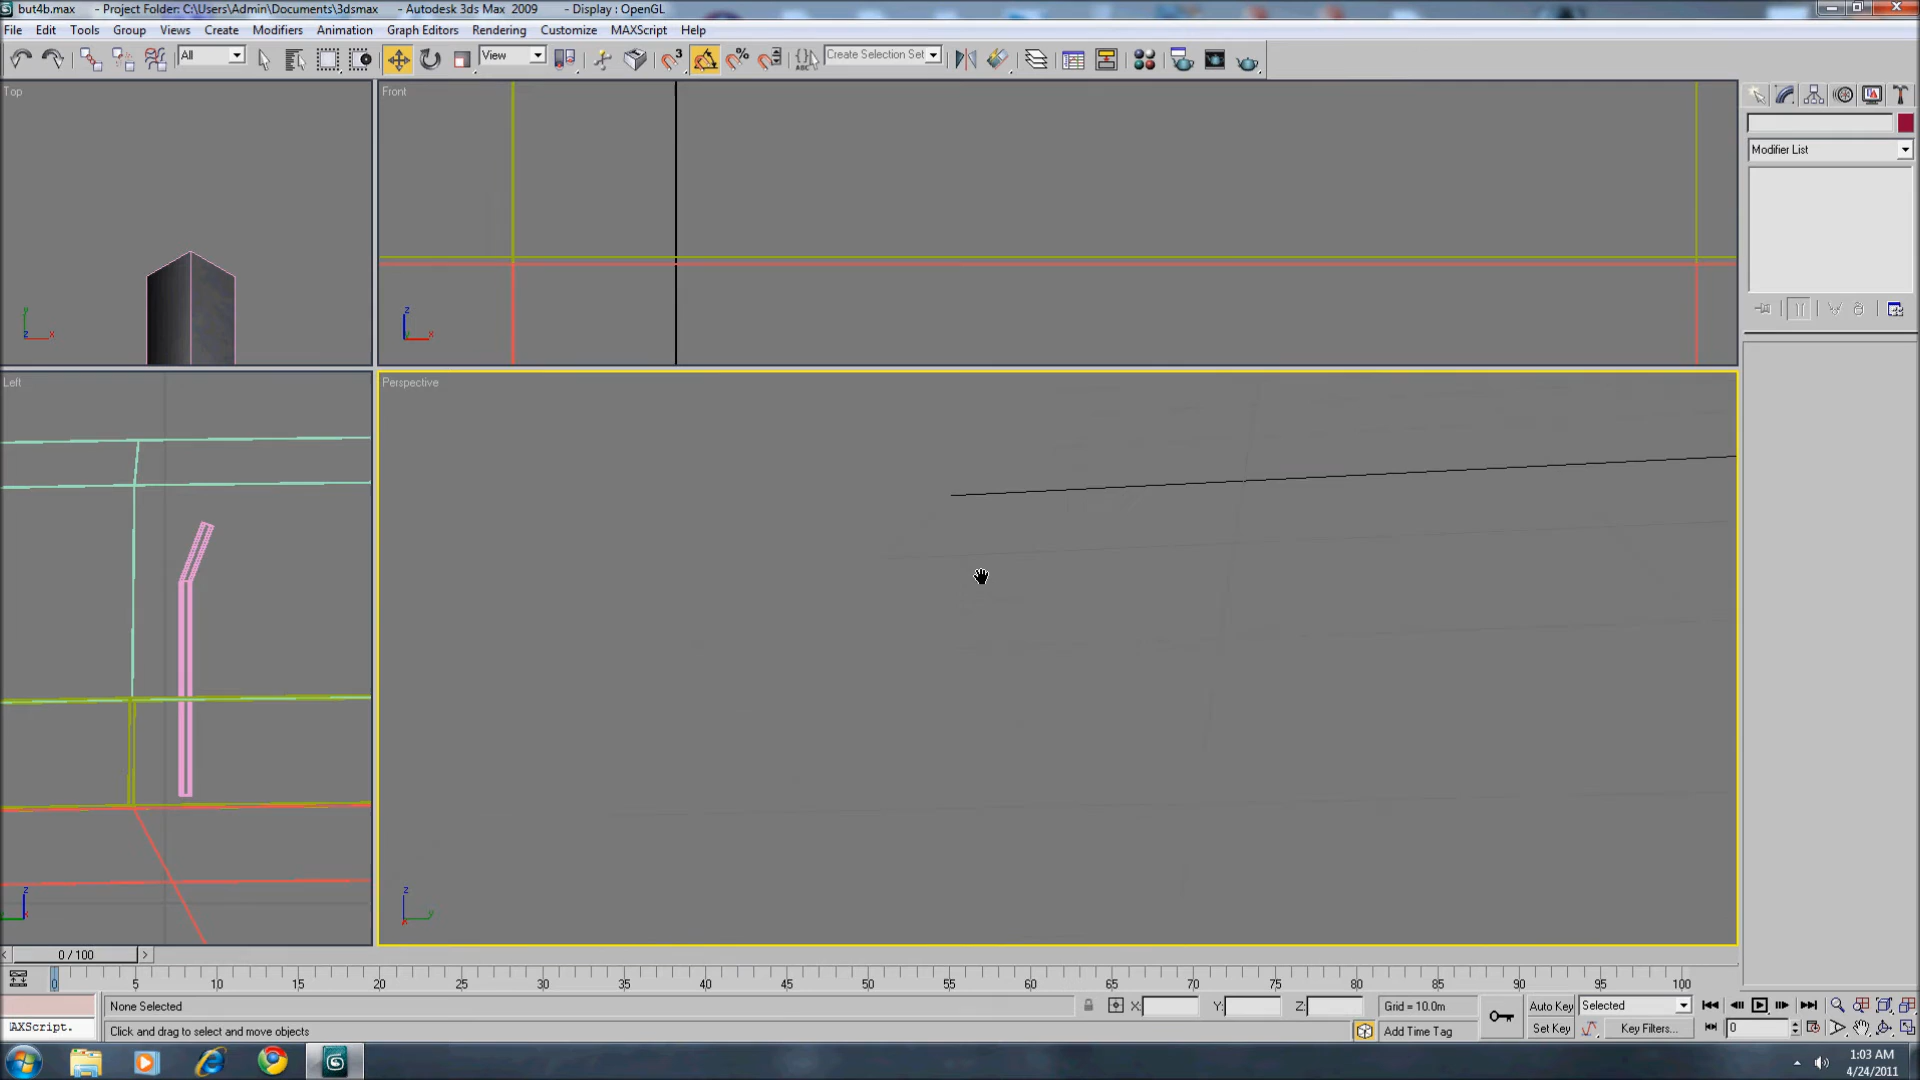 but4b.max - Project Folder: C:\Users\Admin\Documents\3dsmax - Autodesk 3ds Max 2009 - Display : OpenGL
File Edit Tools Group Views Create Modifiers Animation Graph Editors Rendering Customize MAXScript Help
All View 3 Create Selection Set
Top
Front
Modifier List
z x
z x
Left
Perspective
z
z y
0 / 100
0 5 10 15 20 25 30 35 40 45 50 55 60 65 70 75 80 85 90 95 100
None Selected X: Y: Z: Grid = 10.0m Auto Key Selected
AXScript. Click and drag to select and move objects Add Time Tag Set Key Key Filters... 0
1:03 AM
4/24/2011